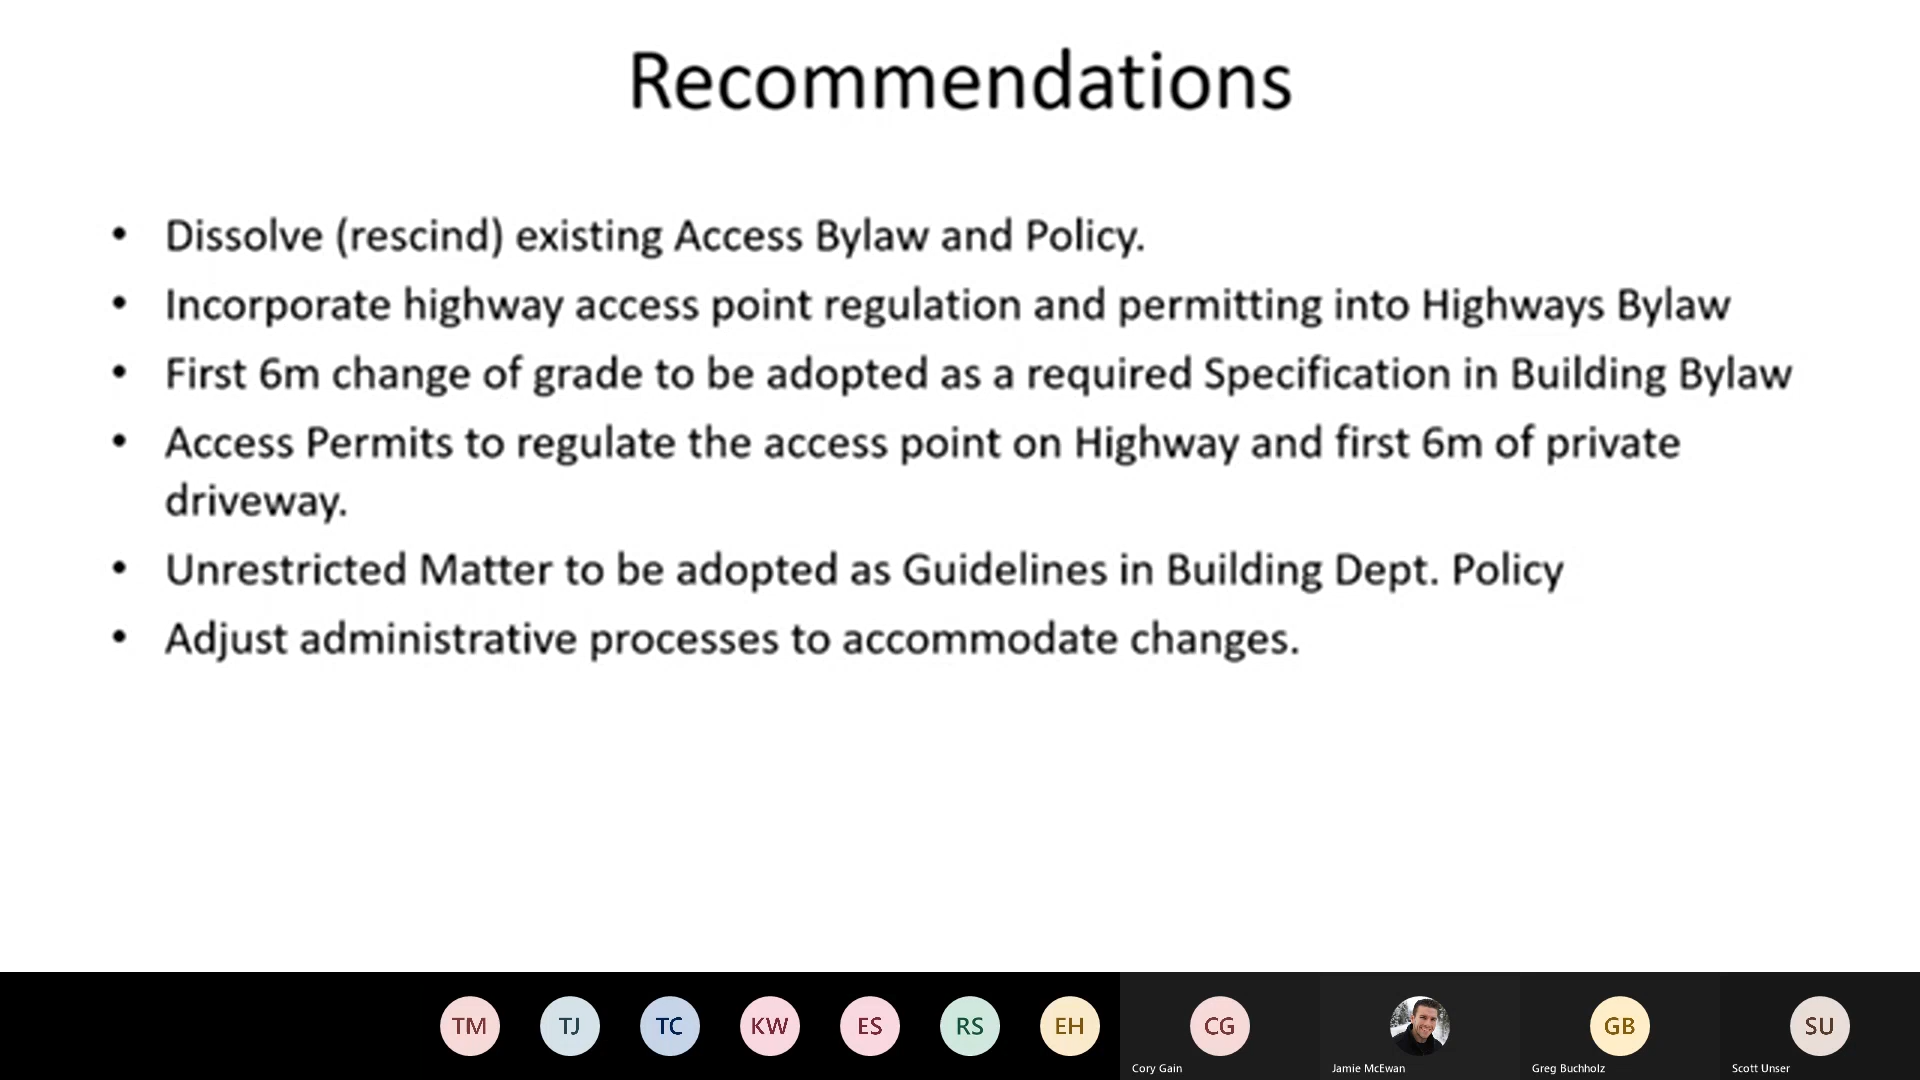 Recommendations
• Dissolve (rescind) existing Access Bylaw and Policy.
• Incorporate highway access point regulation and permitting into Highways Bylaw
• First 6m change of grade to be adopted as a required Specification in Building Bylaw
• Access Permits to regulate the access point on Highway and first 6m of private
driveway.
• Unrestricted Matter to be adopted as Guidelines in Building Dept. Policy
• Adjust administrative processes to accommodate changes.
TM TJ TC KW ES RS EH CG GB SU
Cory Gain Jamie McEwan Greg Buchholz Scott Unser